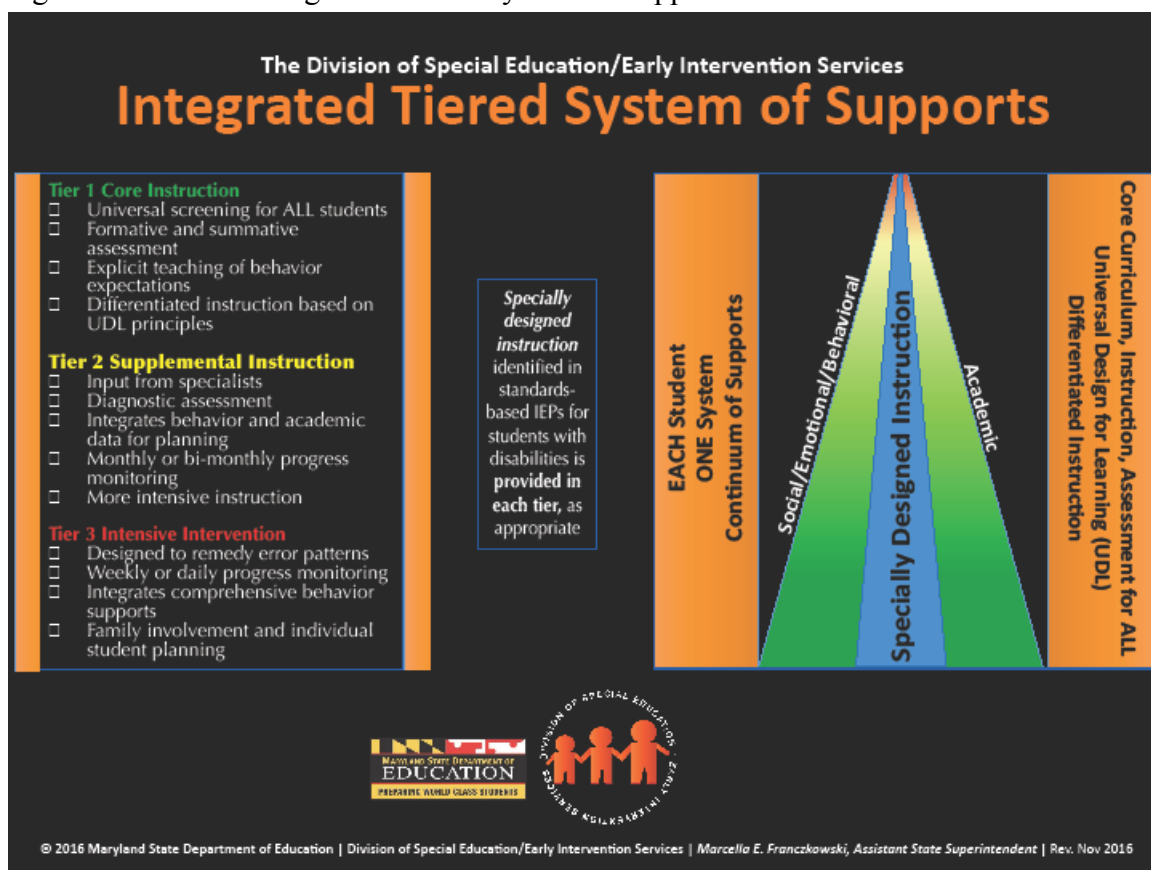 The Division of Special Education/Early Intervention Services
Integrated Tiered System of Supports
Tier 1 Core Instruction
Universal screening for ALL students
Formative and summative
assessment
Explicit teaching of behavior
expectations
Differentiated instruction based on
UDL principles
Tier 2 Supplemental Instruction
Input from specialists
Diagnostic assessment
Integrates behavior and academic
data for planning
Monthly or bi-monthly progress
monitoring
More intensive instruction
Tier 3 Intensive Intervention
Designed to remedy error patterns
Weekly or daily progress monitoring
Integrates comprehensive behavior
supports
Family involvement and individual
student planning
Specially
designed
instruction
identified in
standards-
based IEPs for
students with
disabilities is
provided in
each tier, as
appropriate
EACH Student
ONE System
Continuum of Supports
Social/Emotional/Behavioral
Specially Designed Instruction
Academic
Core Curriculum, Instruction, Assessment for ALL
Universal Design for Learning (UDL)
Differentiated Instruction
MARYLAND STATE DEPARTMENT OF
EDUCATION
PREPARING WORLD CLASS STUDENTS
DIVISION OF SPECIAL EDUCATION
EARLY INTERVENTION SERVICES
© 2016 Maryland State Department of Education | Division of Special Education/Early Intervention Services | Marcella E. Franczkowski, Assistant State Superintendent | Rev. Nov 2016